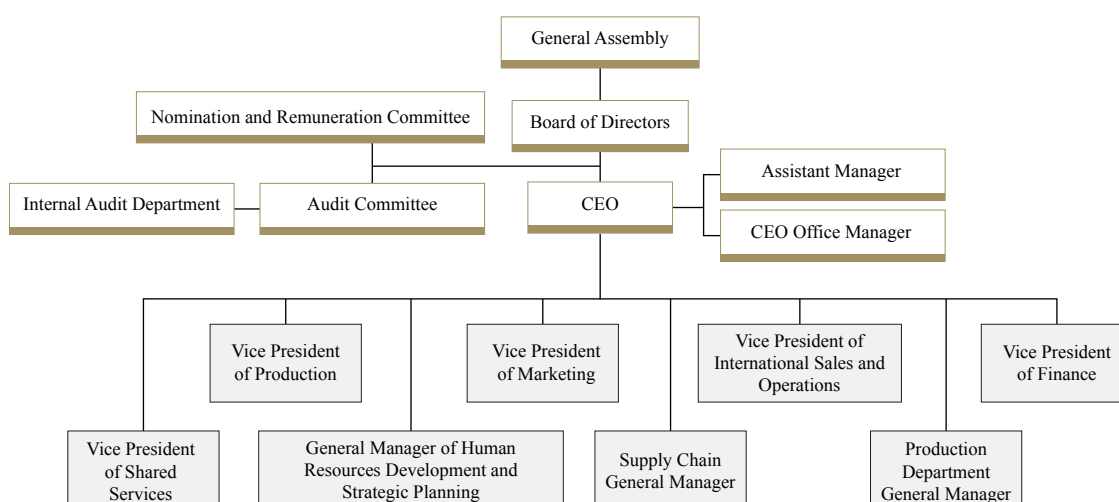 General Assembly
Nomination and Remuneration Committee
Board of Directors
Assistant Manager
Internal Audit Department
Audit Committee
CEO
CEO Office Manager
Vice President
of Production
Vice President
of Marketing
Vice President of
International Sales and
Operations
Vice President
of Finance
Vice President
of Shared
Services
General Manager of Human
Resources Development and
Strategic Planning
Supply Chain
General Manager
Production
Department
General Manager